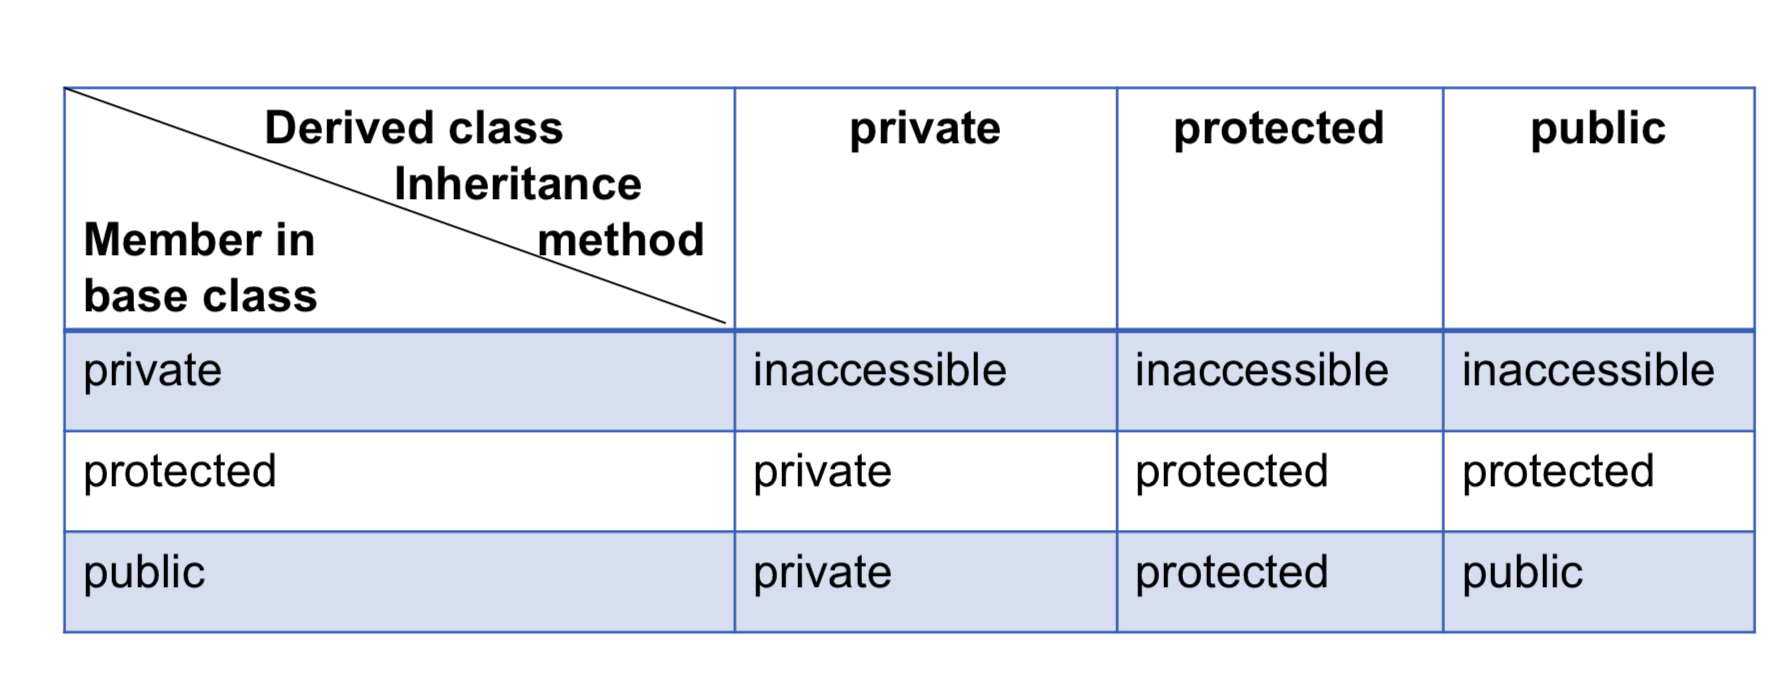 Derived class
Inheritance
method
Member in
base class
private
protected
public
private
inaccessible
inaccessible
inaccessible
protected
private
protected
protected
public
private
protected
public